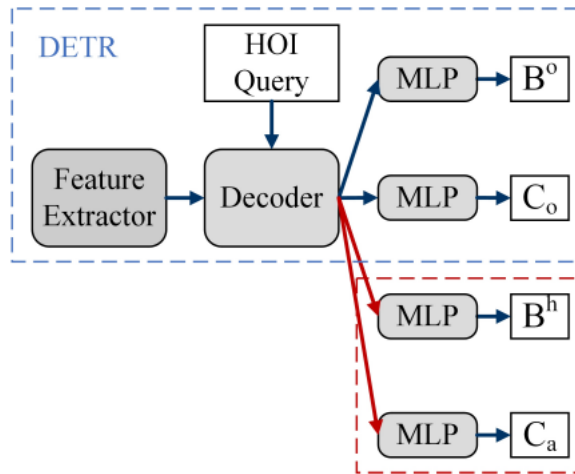 DETR
HOI
Query
MLP
B^o
Feature
Extractor
Decoder
MLP
C_o
MLP
B^h
MLP
C_a